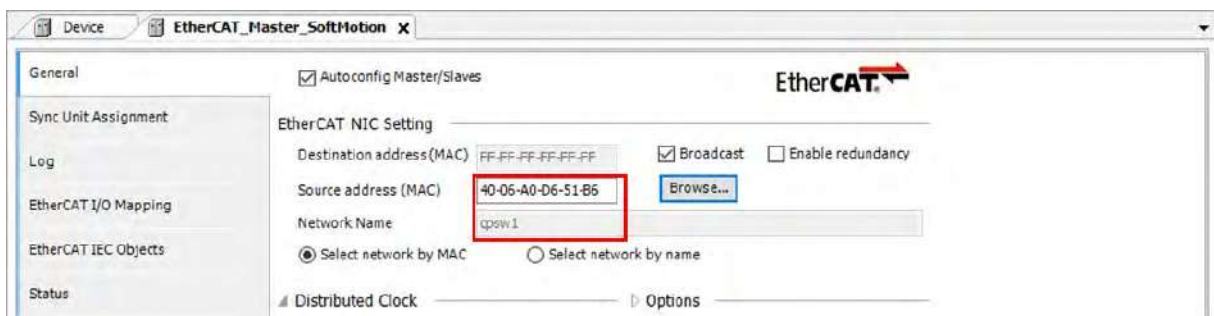 Device EtherCAT_Master_SoftMotion X
General
Sync Unit Assignment
Log
EtherCAT I/O Mapping
EtherCAT IEC Objects
Status
Autoconfig Master/Slaves
EtherCAT.
EtherCAT NIC Setting
Destination address(MAC) FF-FF-FF-FF-FF-FF Broadcast Enable redundancy
Source address (MAC) 40-06-A0-D6-51-B6 Browse...
Network Name cpsw1
Select network by MAC Select network by name
Distributed Clock Options